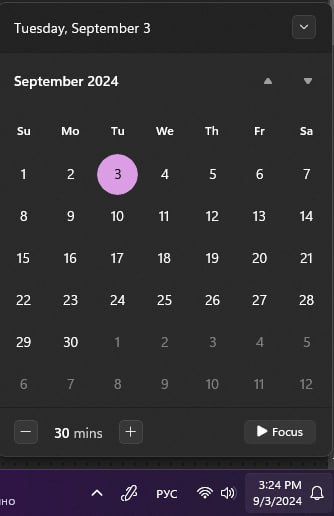 Tuesday, September 3
September 2024
Su Mo Tu We Th Fr Sa
1 2 3 4 5 6 7
8 9 10 11 12 13 14
15 16 17 18 19 20 21
22 23 24 25 26 27 28
29 30 1 2 3 4 5
6 7 8 9 10 11 12
30 mins Focus
3:24 PM
РУС
9/3/2024